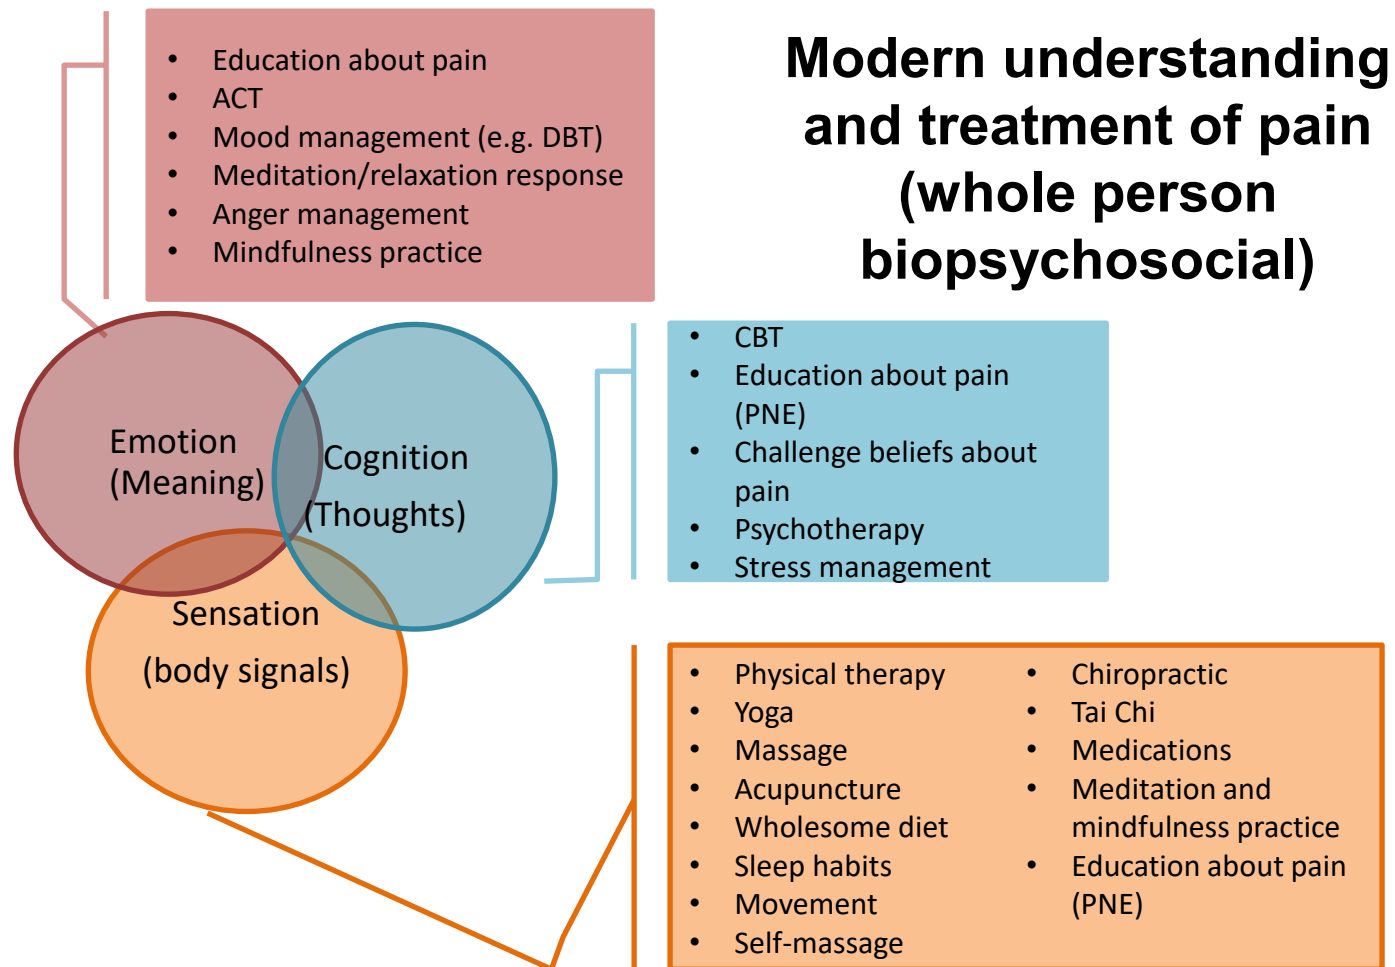 Modern understanding
and treatment of pain
(whole person
biopsychosocial)
• Education about pain
• ACT
• Mood management (e.g. DBT)
• Meditation/relaxation response
• Anger management
• Mindfulness practice
Emotion
(Meaning)
Cognition
(Thoughts)
Sensation
(body signals)
• CBT
• Education about pain
(PNE)
• Challenge beliefs about
pain
• Psychotherapy
• Stress management
• Physical therapy
• Yoga
• Massage
• Acupuncture
• Wholesome diet
• Sleep habits
• Movement
• Self-massage
• Chiropractic
• Tai Chi
• Medications
• Meditation and
mindfulness practice
• Education about pain
(PNE)